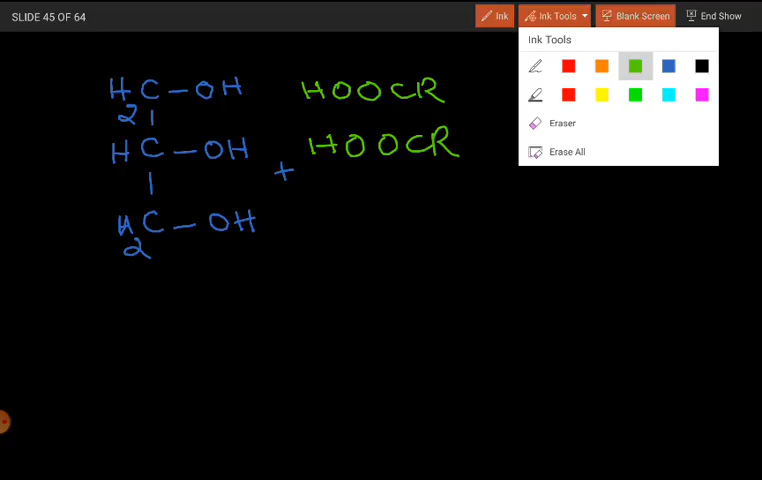 SLIDE 45 OF 64
Ink
Ink Tools
Blank Screen
End Show
Ink Tools
Eraser
Erase All
H2C-OH HOOCR
HC-OH + HOOCR
H2C-OH